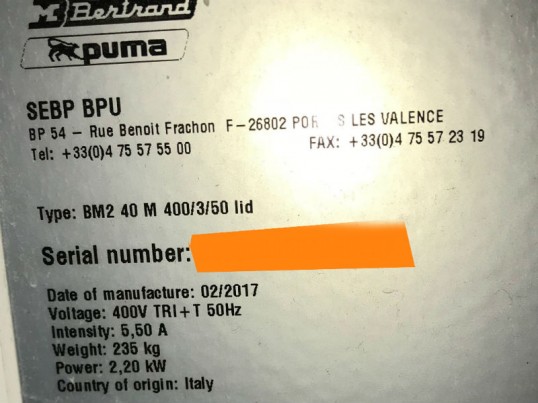 Bertrand
puma
SEBP BPU
BP 54 – Rue Benoit Frachon F-26802 LES VALENCE
Tel: +33(0)4 75 57 55 00 FAX: +33(0)4 75 57 23 19
Type: BM2 40 M 400/3/50 lid
Serial number:
Date of manufacture: 02/2017
Voltage: 400V TRI+T 50Hz
Intensity: 5,50 A
Weight: 235 kg
Power: 2,20 kW
Country of origin: Italy